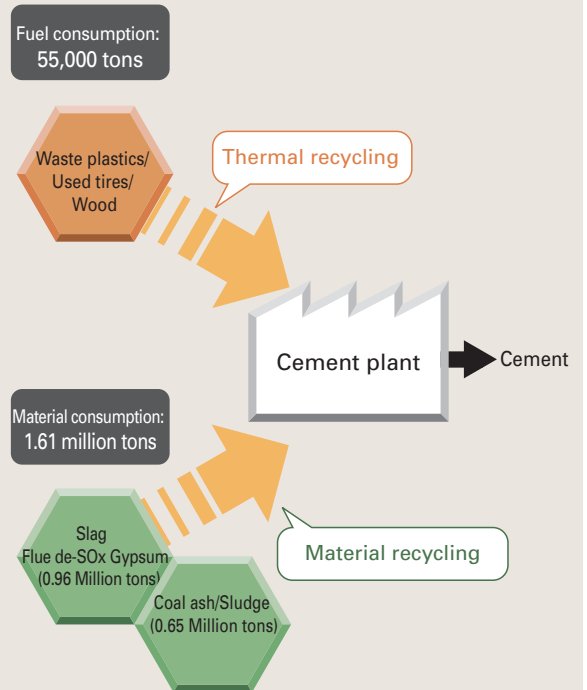 Fuel consumption:
55,000 tons
Waste plastics/
Used tires/
Wood
Thermal recycling
Cement plant
Cement
Material consumption:
1.61 million tons
Slag
Flue de-SOx Gypsum
(0.96 Million tons)
Material recycling
Coal ash/Sludge
(0.65 Million tons)